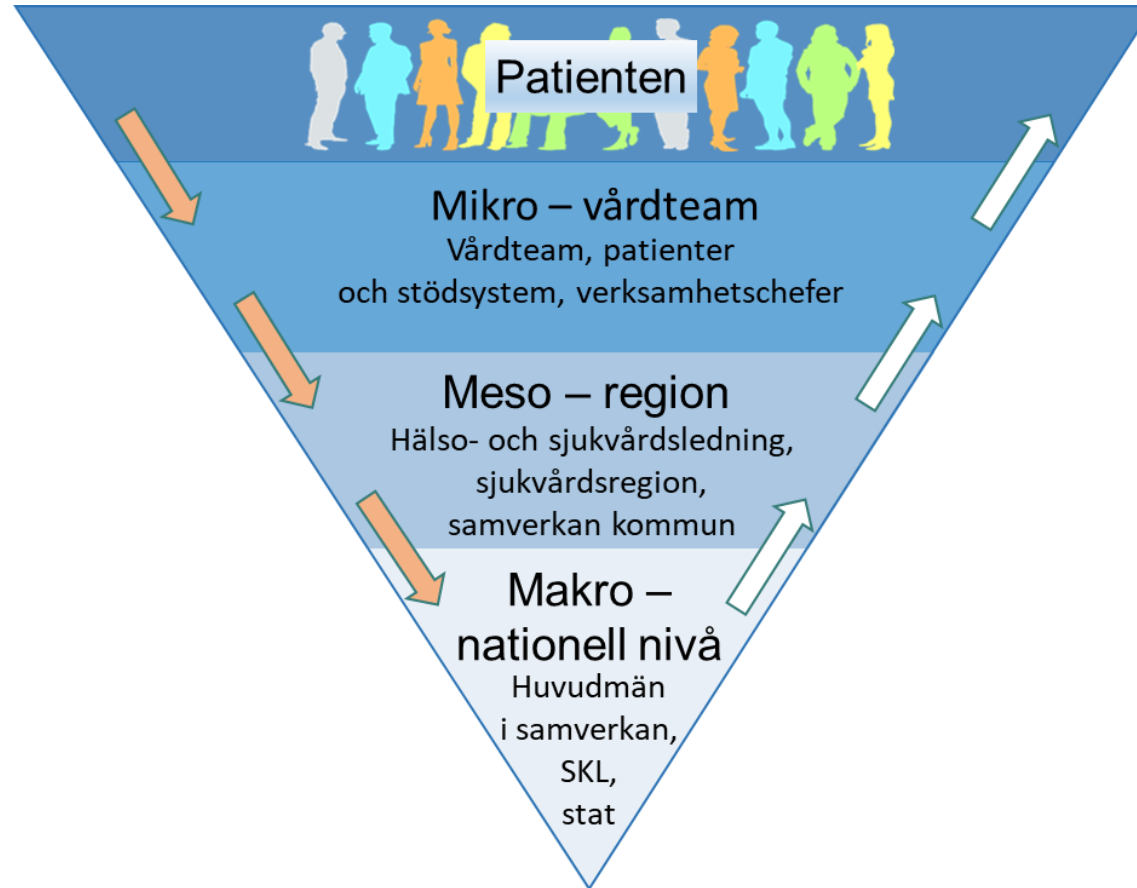 Patienten
Mikro – vårdteam
Vårdteam, patienter
och stödsystem, verksamhetschefer
Meso – region
Hälso- och sjukvårdsledning,
sjukvårdsregion,
samverkan kommun
Makro –
nationell nivå
Huvudmän
i samverkan,
SKL,
stat